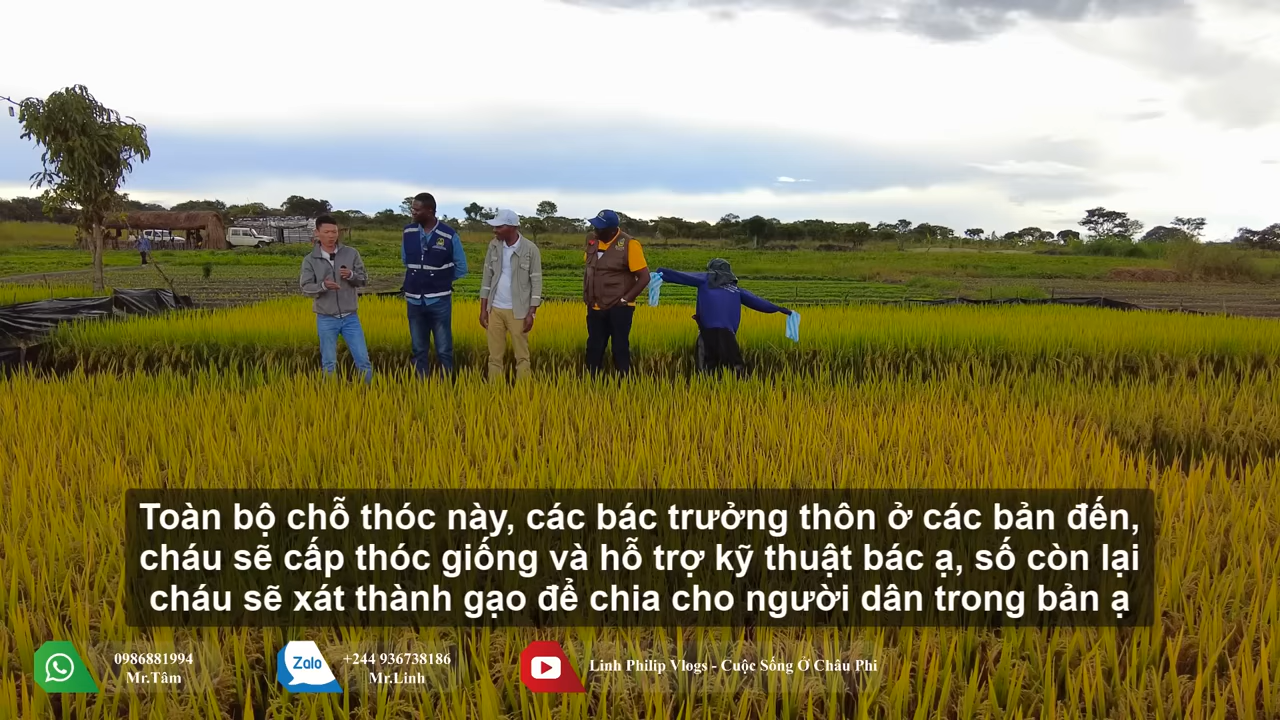 Toàn bộ chỗ thóc này, các bác trưởng thôn ở các bản đến,
cháu sẽ cấp thóc giống và hỗ trợ kỹ thuật bác ạ, số còn lại
cháu sẽ xát thành gạo để chia cho người dân trong bản ạ
0986881994
Mr.Tâm
Zalo
+244 936738186
Mr.Linh
Linh Philip Vlogs - Cuộc Sống Ở Châu Phi